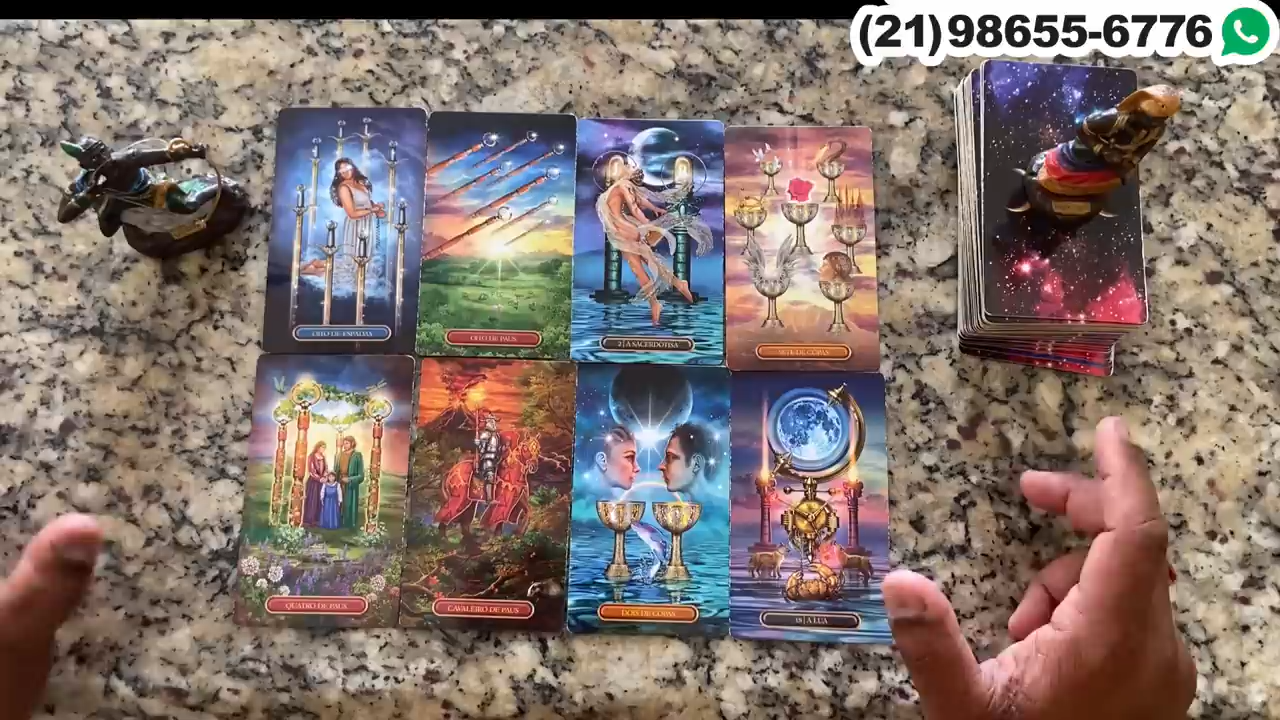 (21)98655-6776
OITO DE ESPADAS
OITO DE PAUS
2 | A SACERDOTISA
SETE DE COPAS
QUATRO DE PAUS
CAVALEIRO DE PAUS
DOIS DE COPAS
18 | A LUA